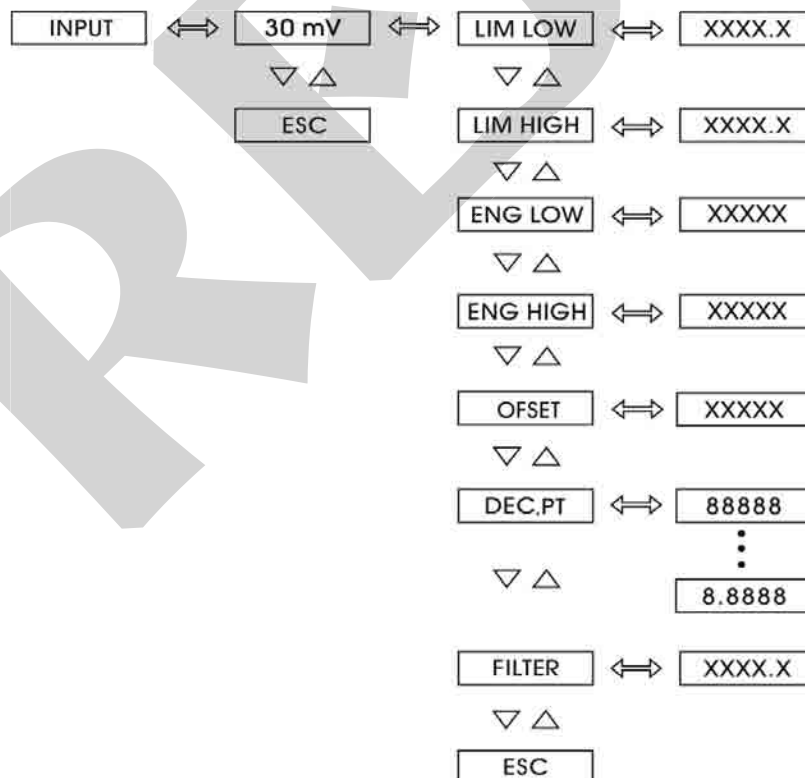 INPUT 30 mV LIM LOW XXXX.X
ESC LIM HIGH XXXX.X
ENG LOW XXXXX
ENG HIGH XXXXX
OFSET XXXXX
DEC.PT 88888
8.8888
FILTER XXXX.X
ESC